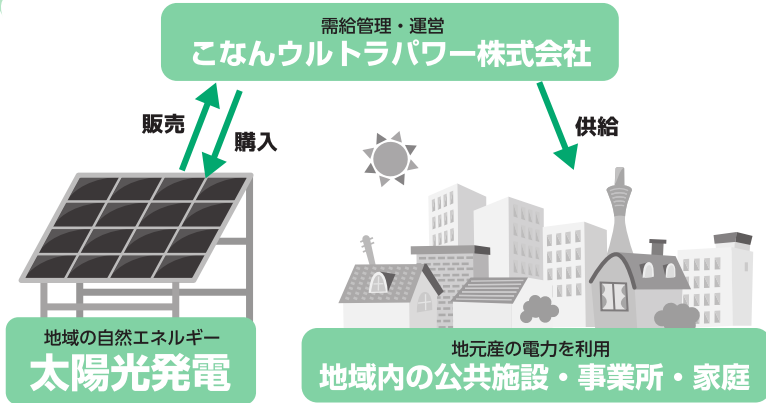 需給管理・運営
こなんウルトラパワー株式会社
販売
購入
供給
地域の自然エネルギー
太陽光発電
地元産の電力を利用
地域内の公共施設・事業所・家庭